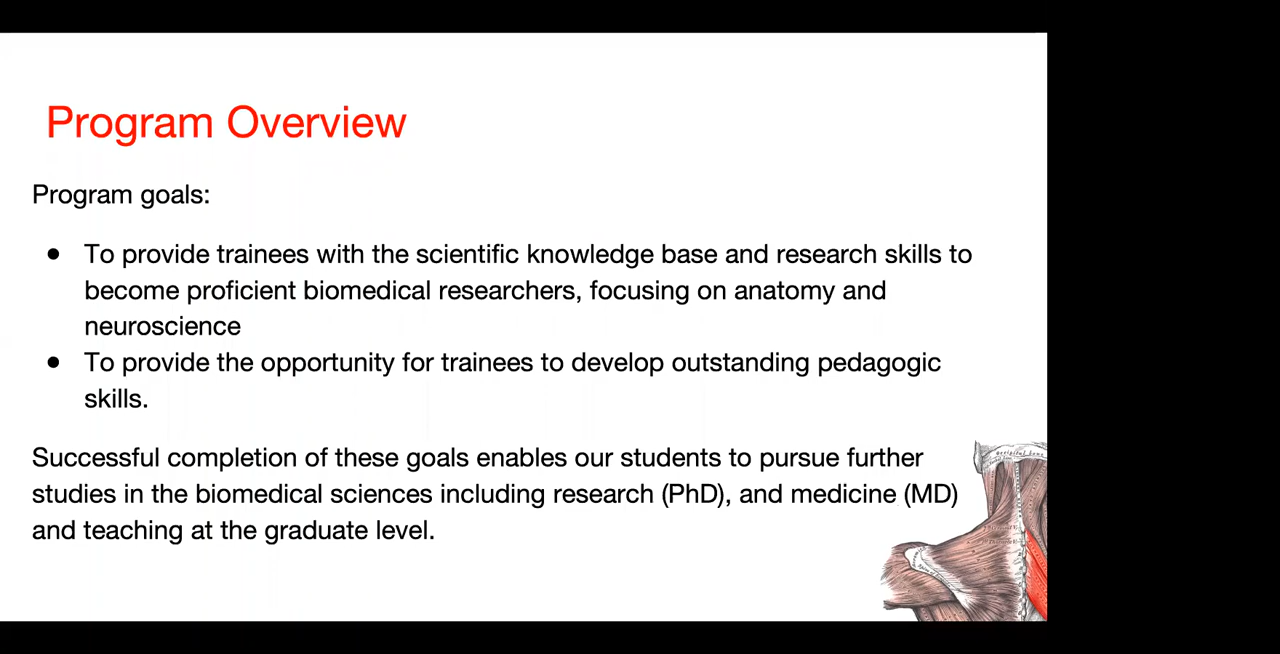 Program Overview
Program goals:
● To provide trainees with the scientific knowledge base and research skills to
become proficient biomedical researchers, focusing on anatomy and
neuroscience
● To provide the opportunity for trainees to develop outstanding pedagogic
skills.
Successful completion of these goals enables our students to pursue further
studies in the biomedical sciences including research (PhD), and medicine (MD)
and teaching at the graduate level.